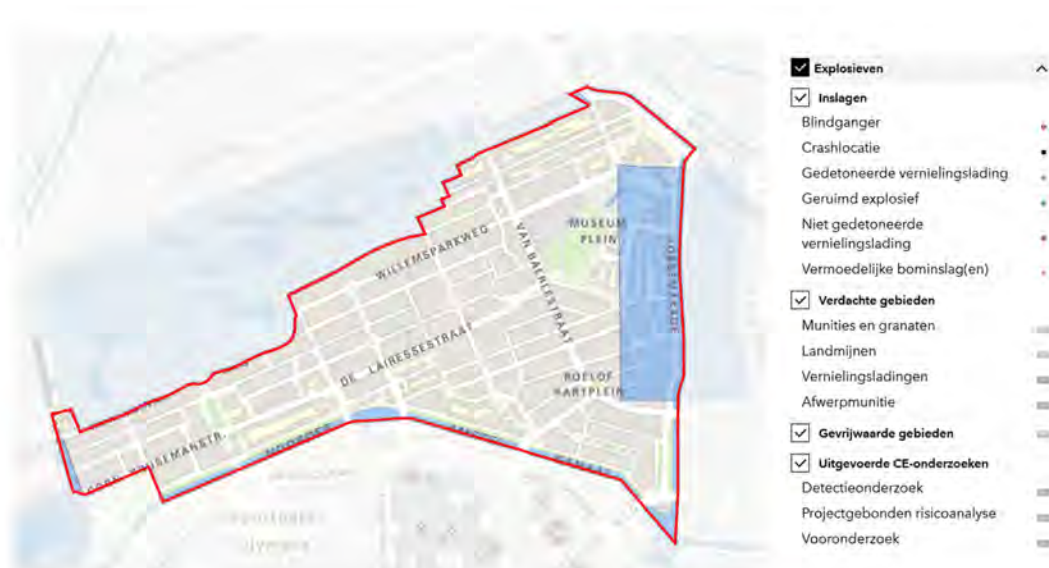 Explosieven
Inslagen
Blindganger
Crashlocatie
Gedetoneerde vernielingslading
Geruimd explosief
Niet gedetoneerde
vernielingslading
Vermoedelijke bominslag(en)
Verdachte gebieden
Munities en granaten
Landmijnen
Vernielingsladingen
Afwerpmunitie
Gevrijwaarde gebieden
Uitgevoerde CE-onderzoeken
Detectieonderzoek
Projectgebonden risicoanalyse
Vooronderzoek
MUSEUM
PLEIN
WILLEMSPARKWEG
VAN BAERLESTRAAT
DE LAIRESSESTRAAT
ROELOF
HARTPLEIN